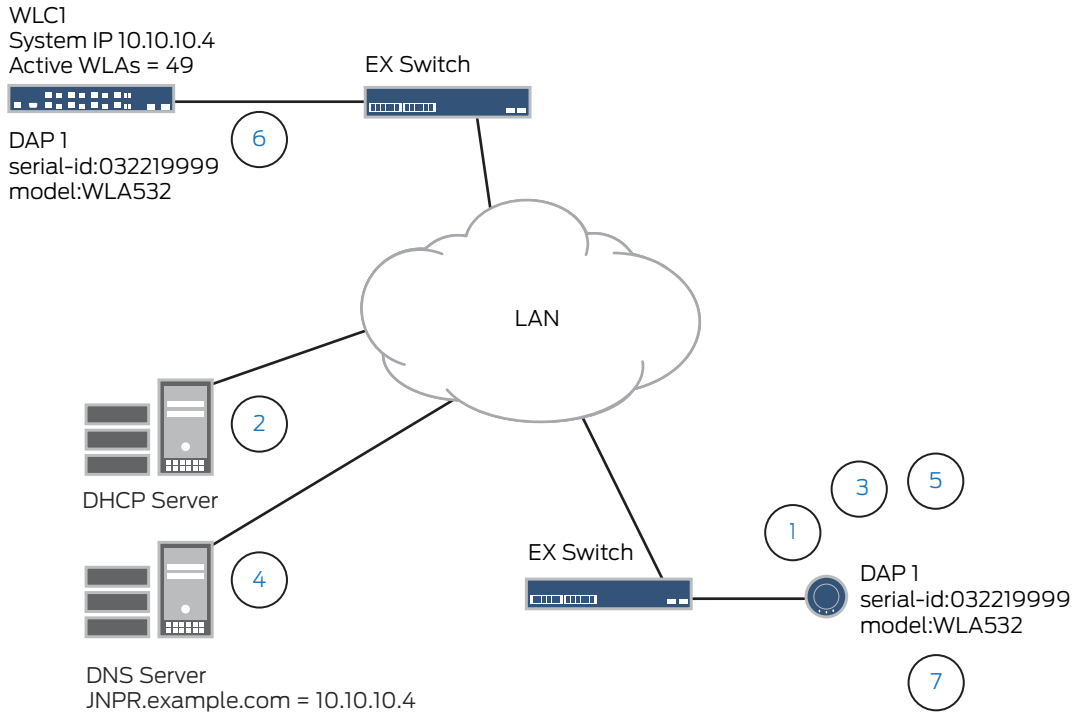 WLC1
System IP 10.10.10.4
Active WLAs = 49
EX Switch
6
DAP 1
serial-id:032219999
model:WLA532
LAN
2
DHCP Server
3
5
1
EX Switch
4
DAP 1
serial-id:032219999
model:WLA532
DNS Server
JNPR.example.com = 10.10.10.4
7